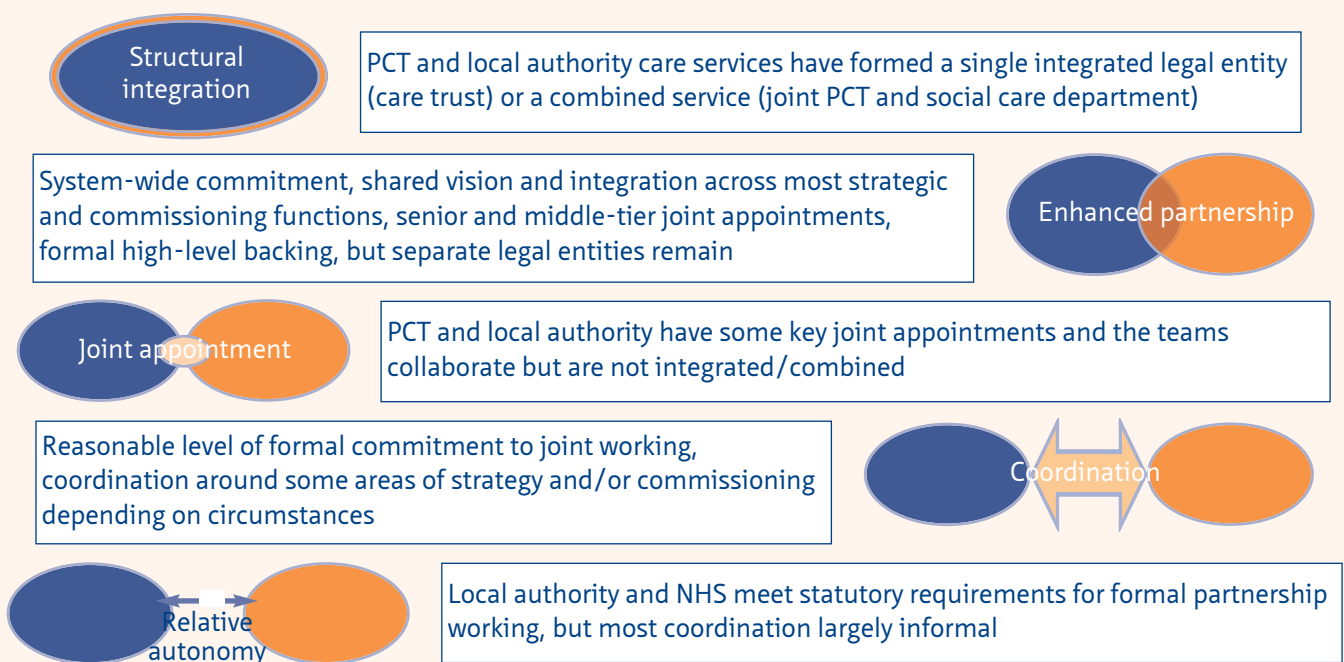 Structural
integration
PCT and local authority care services have formed a single integrated legal entity
(care trust) or a combined service (joint PCT and social care department)
System-wide commitment, shared vision and integration across most strategic
and commissioning functions, senior and middle-tier joint appointments,
formal high-level backing, but separate legal entities remain
Enhanced partnership
Joint appointment
PCT and local authority have some key joint appointments and the teams
collaborate but are not integrated/combined
Reasonable level of formal commitment to joint working,
coordination around some areas of strategy and/or commissioning
depending on circumstances
Coordination
Relative
autonomy
Local authority and NHS meet statutory requirements for formal partnership
working, but most coordination largely informal